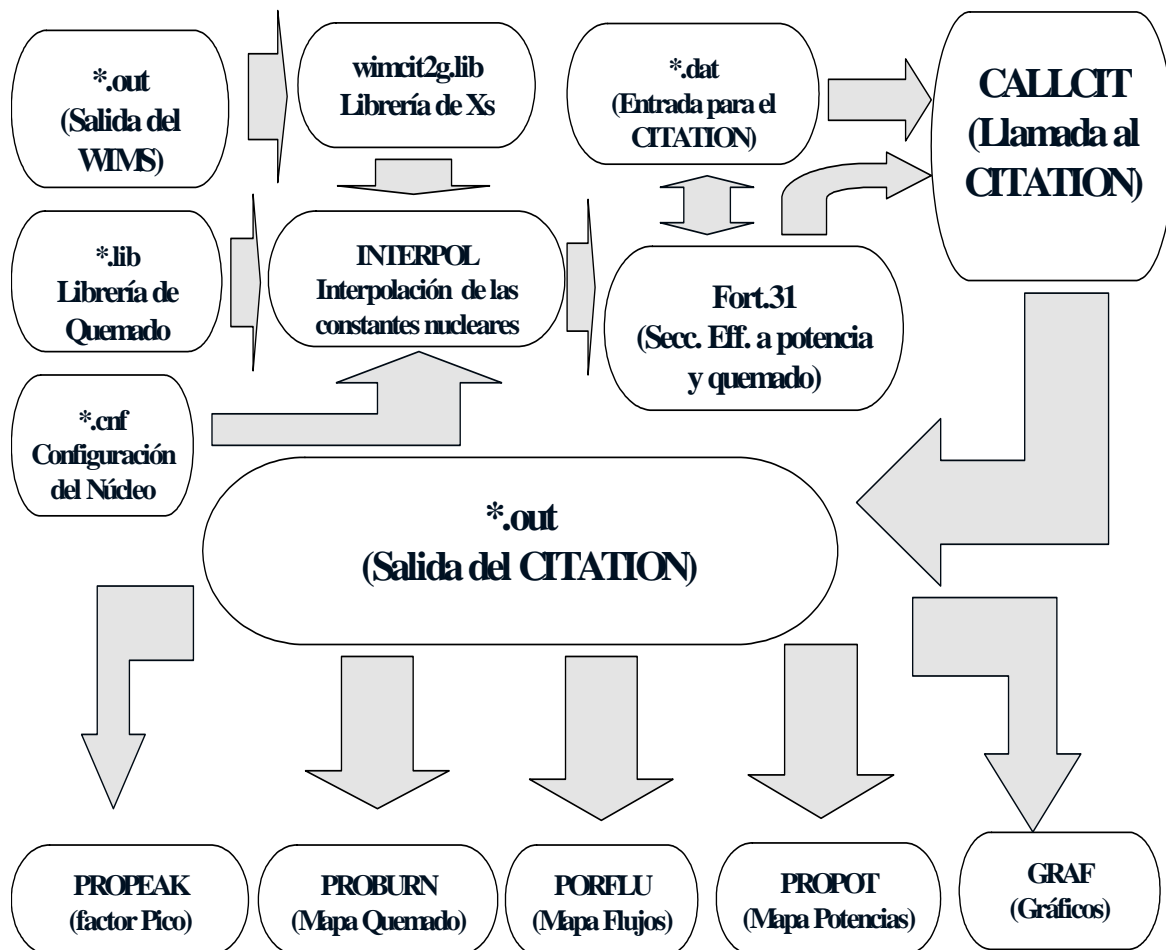 *.out
(Salida del
WIMS)
wimcit2g.lib
Librería de Xs
*.dat
(Entrada para el
CITATION)
CALLCIT
(Llamada al
CITATION)
*.lib
Librería de
Quemado
INTERPOL
Interpolación de las
constantes nucleares
Fort.31
(Secc. Eff. a potencia
y quemado)
*.cnf
Configuración
del Núcleo
*.out
(Salida del CITATION)
PROPEAK
(factor Pico)
PROBURN
(Mapa Quemado)
PORFLU
(Mapa Flujos)
PROPOT
(Mapa Potencias)
GRAF
(Gráficos)